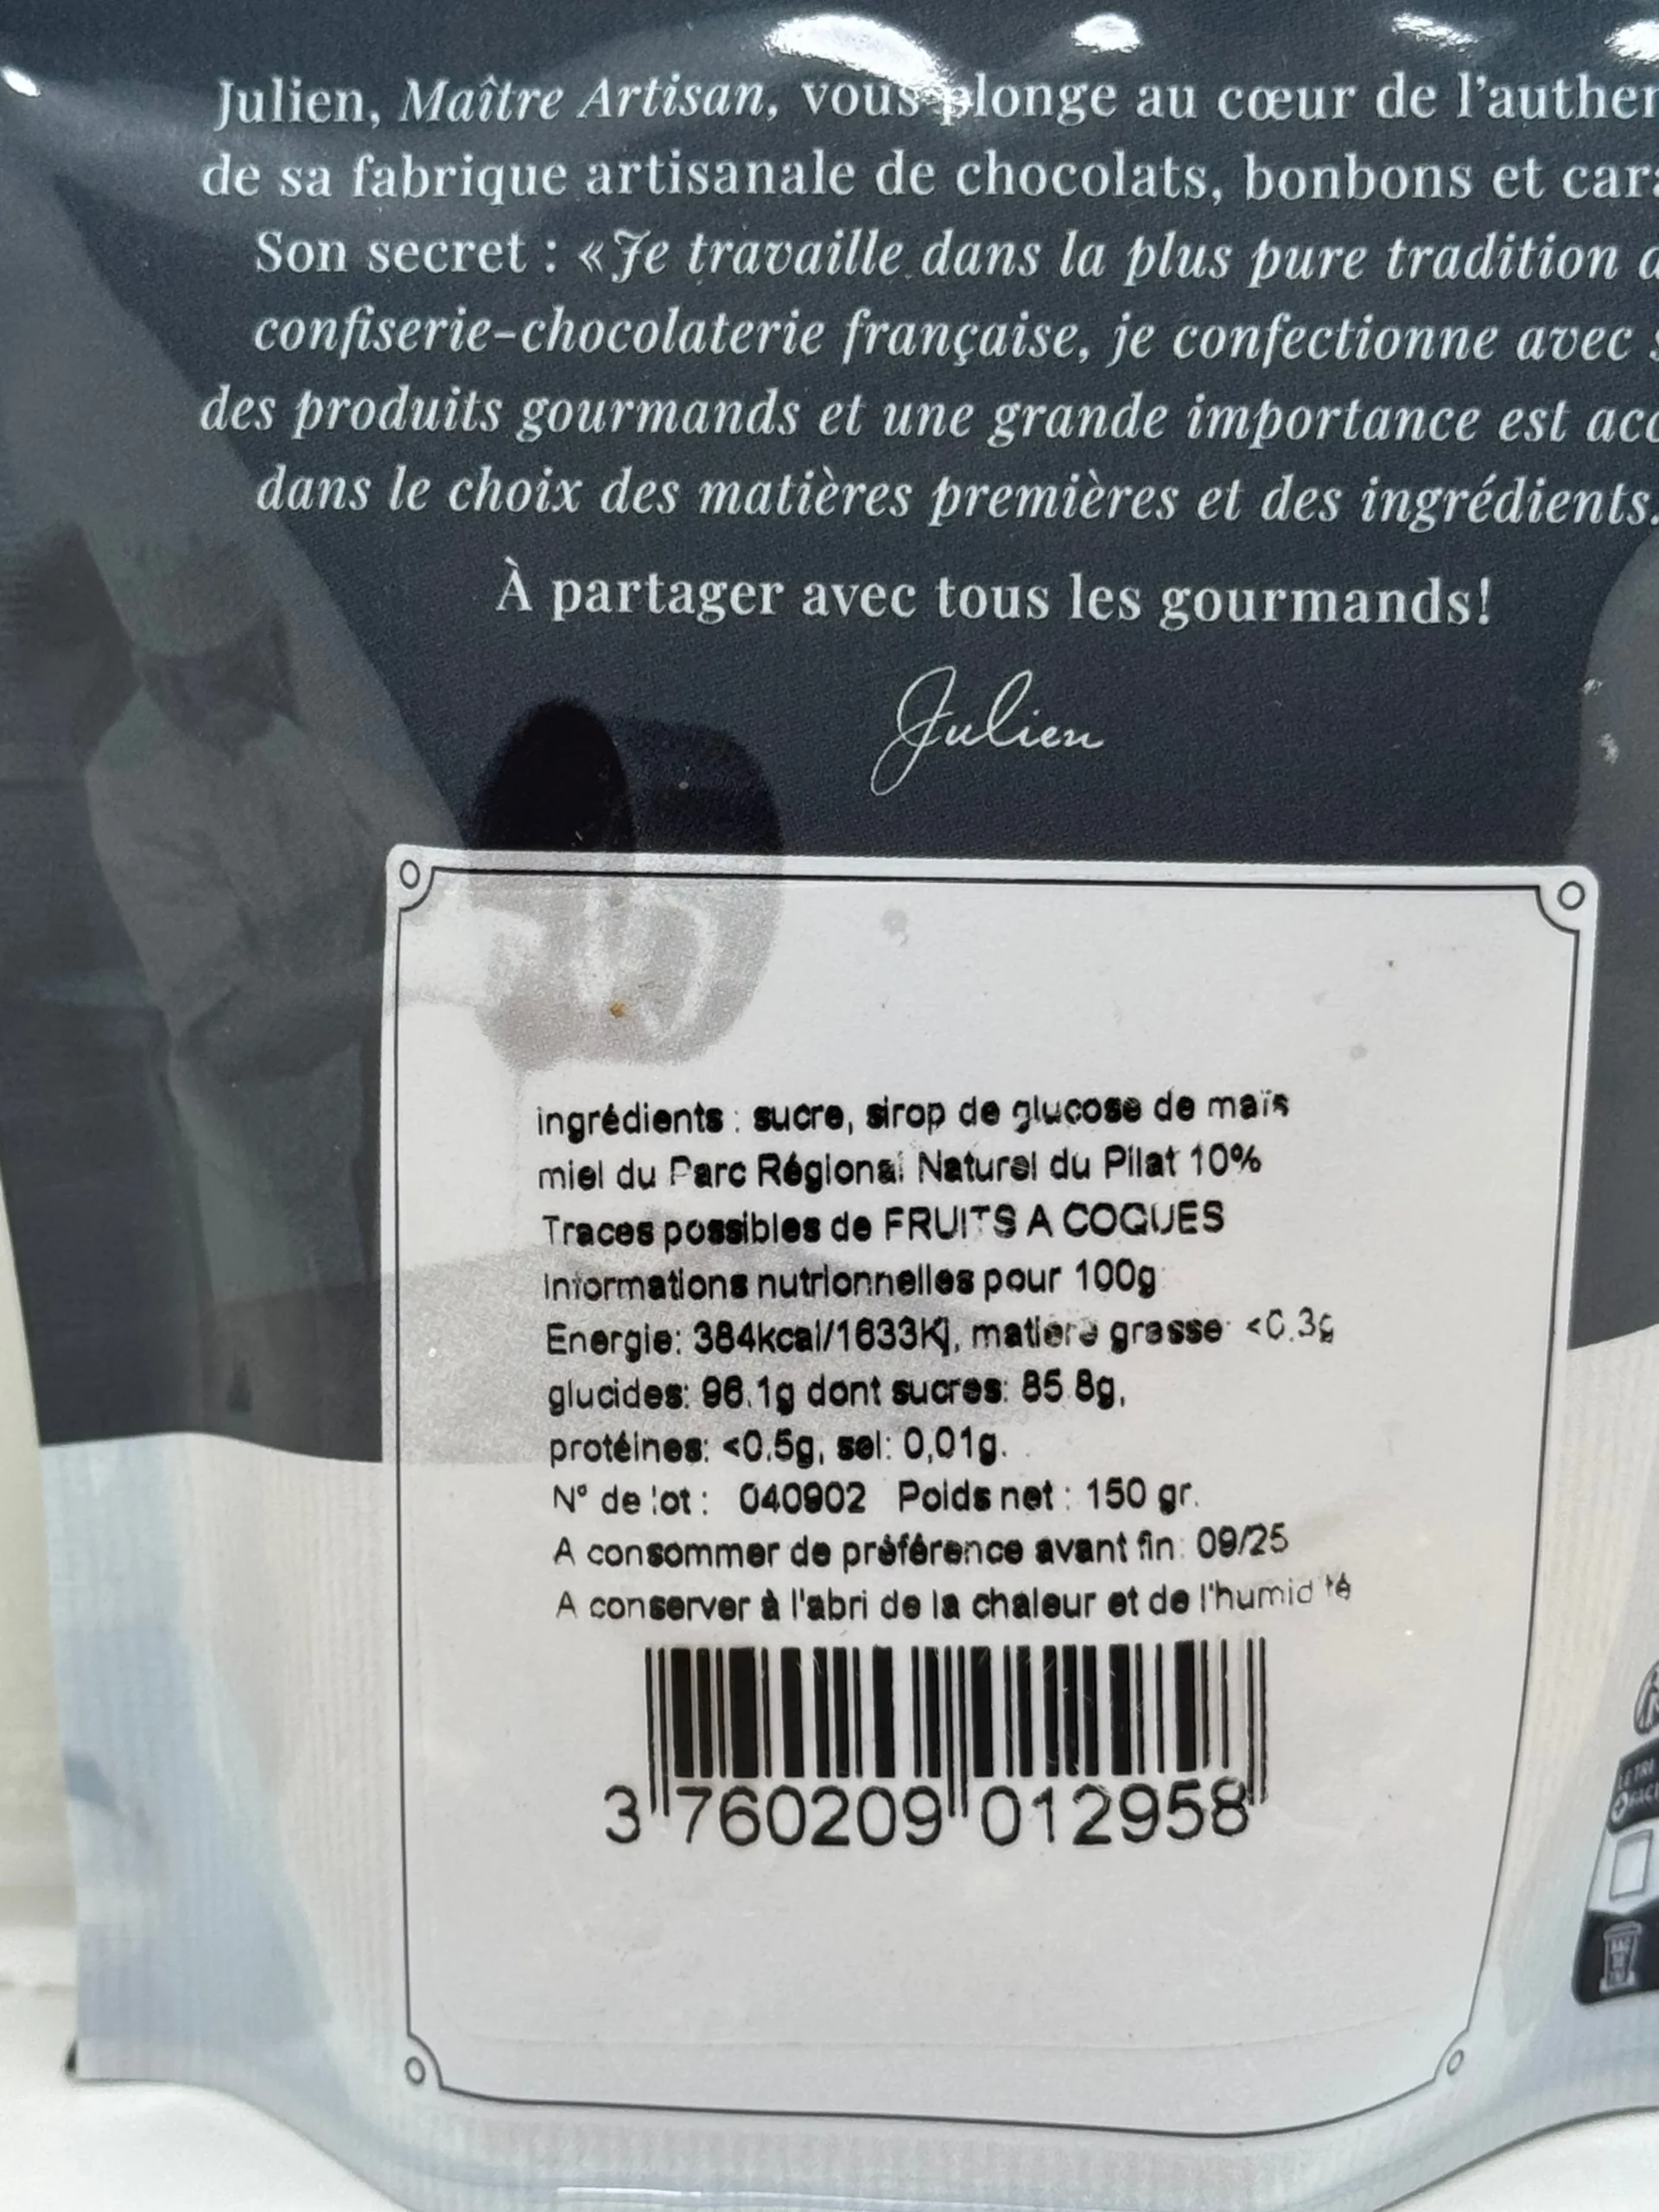 Julien, Maître Artisan, vous plonge au cœur de l'authen
de sa fabrique artisanale de chocolats, bonbons et cara
Son secret : «Je travaille dans la plus pure tradition d
confiserie-chocolaterie française, je confectionne avec s
des produits gourmands et une grande importance est acc
dans le choix des matières premières et des ingrédients.
À partager avec tous les gourmands!
Julien
ingrédients : sucre, sirop de glucose de maïs
miel du Parc Régional Naturel du Pilat 10%
Traces possibles de FRUITS A COQUES
Informations nutrionnelles pour 100g
Energie: 384kcal/1633Kj, matière grasse <0.3g
glucides: 96.1g dont sucres: 85.8g,
protéines: <0.5g, sel: 0,01g.
N° de lot : 040902 Poids net : 150 gr.
A consommer de préférence avant fin: 09/25
A conserver à l'abri de la chaleur et de l'humidité
3 760209 012958